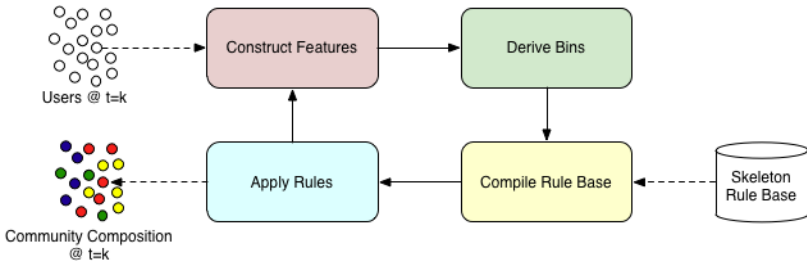 Construct Features
Derive Bins
Users @ t=k
Apply Rules
Compile Rule Base
Skeleton
Rule Base
Community Composition
@ t=k